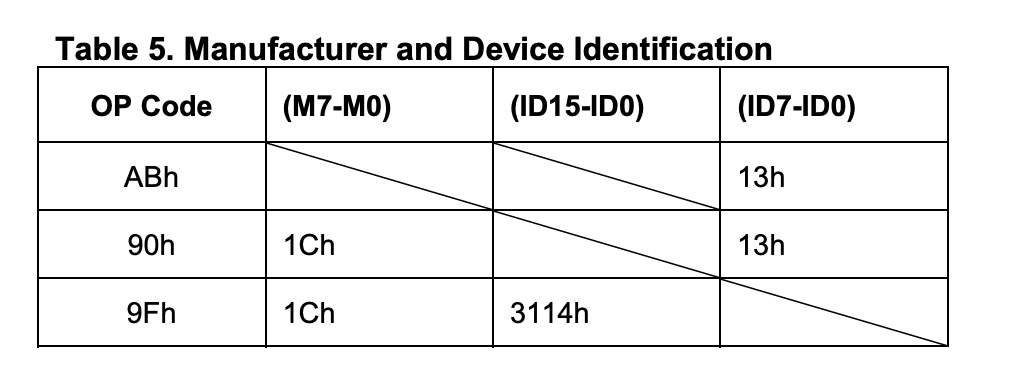 Table 5. Manufacturer and Device Identification
OP Code (M7-M0) (ID15-ID0) (ID7-ID0)
ABh 13h
90h 1Ch 13h
9Fh 1Ch 3114h